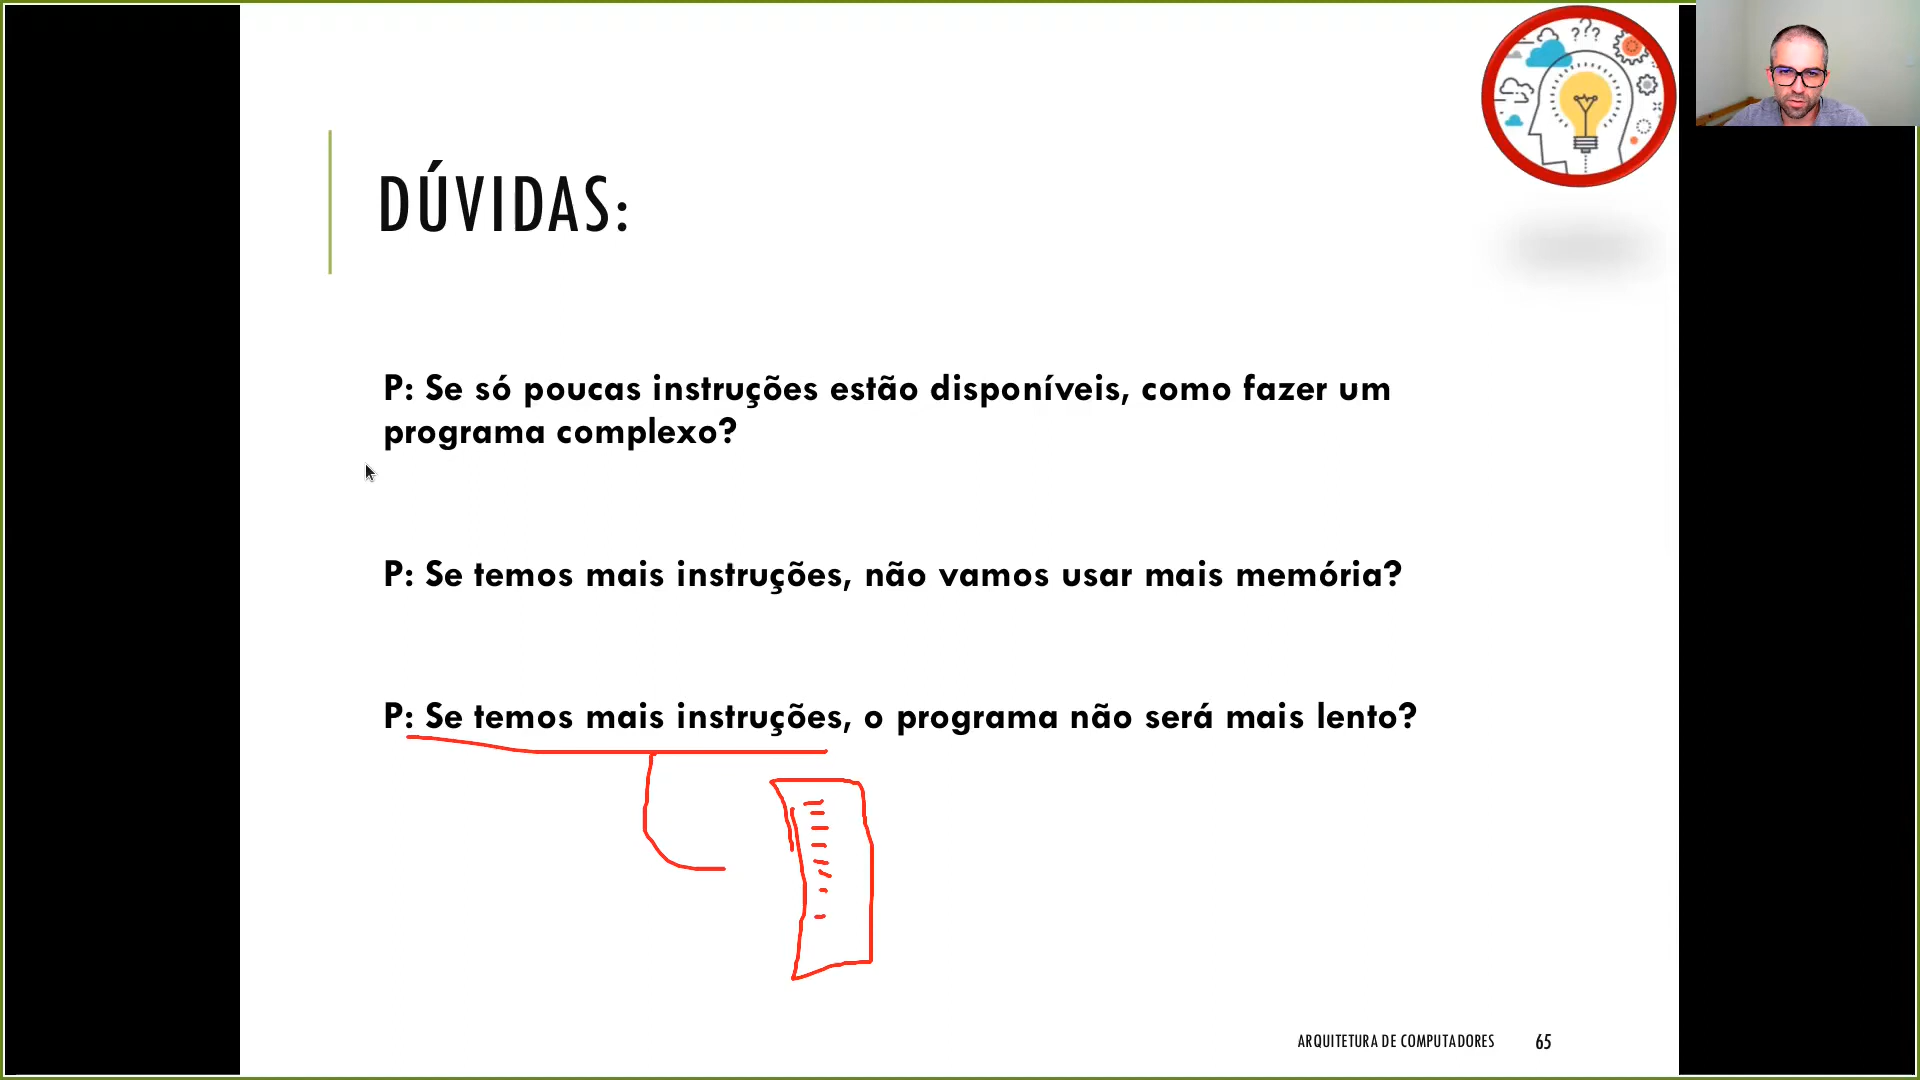 ???
DÚVIDAS:
P: Se só poucas instruções estão disponíveis, como fazer um
programa complexo?
P: Se temos mais instruções, não vamos usar mais memória?
P: Se temos mais instruções, o programa não será mais lento?
ARQUITETURA DE COMPUTADORES 65